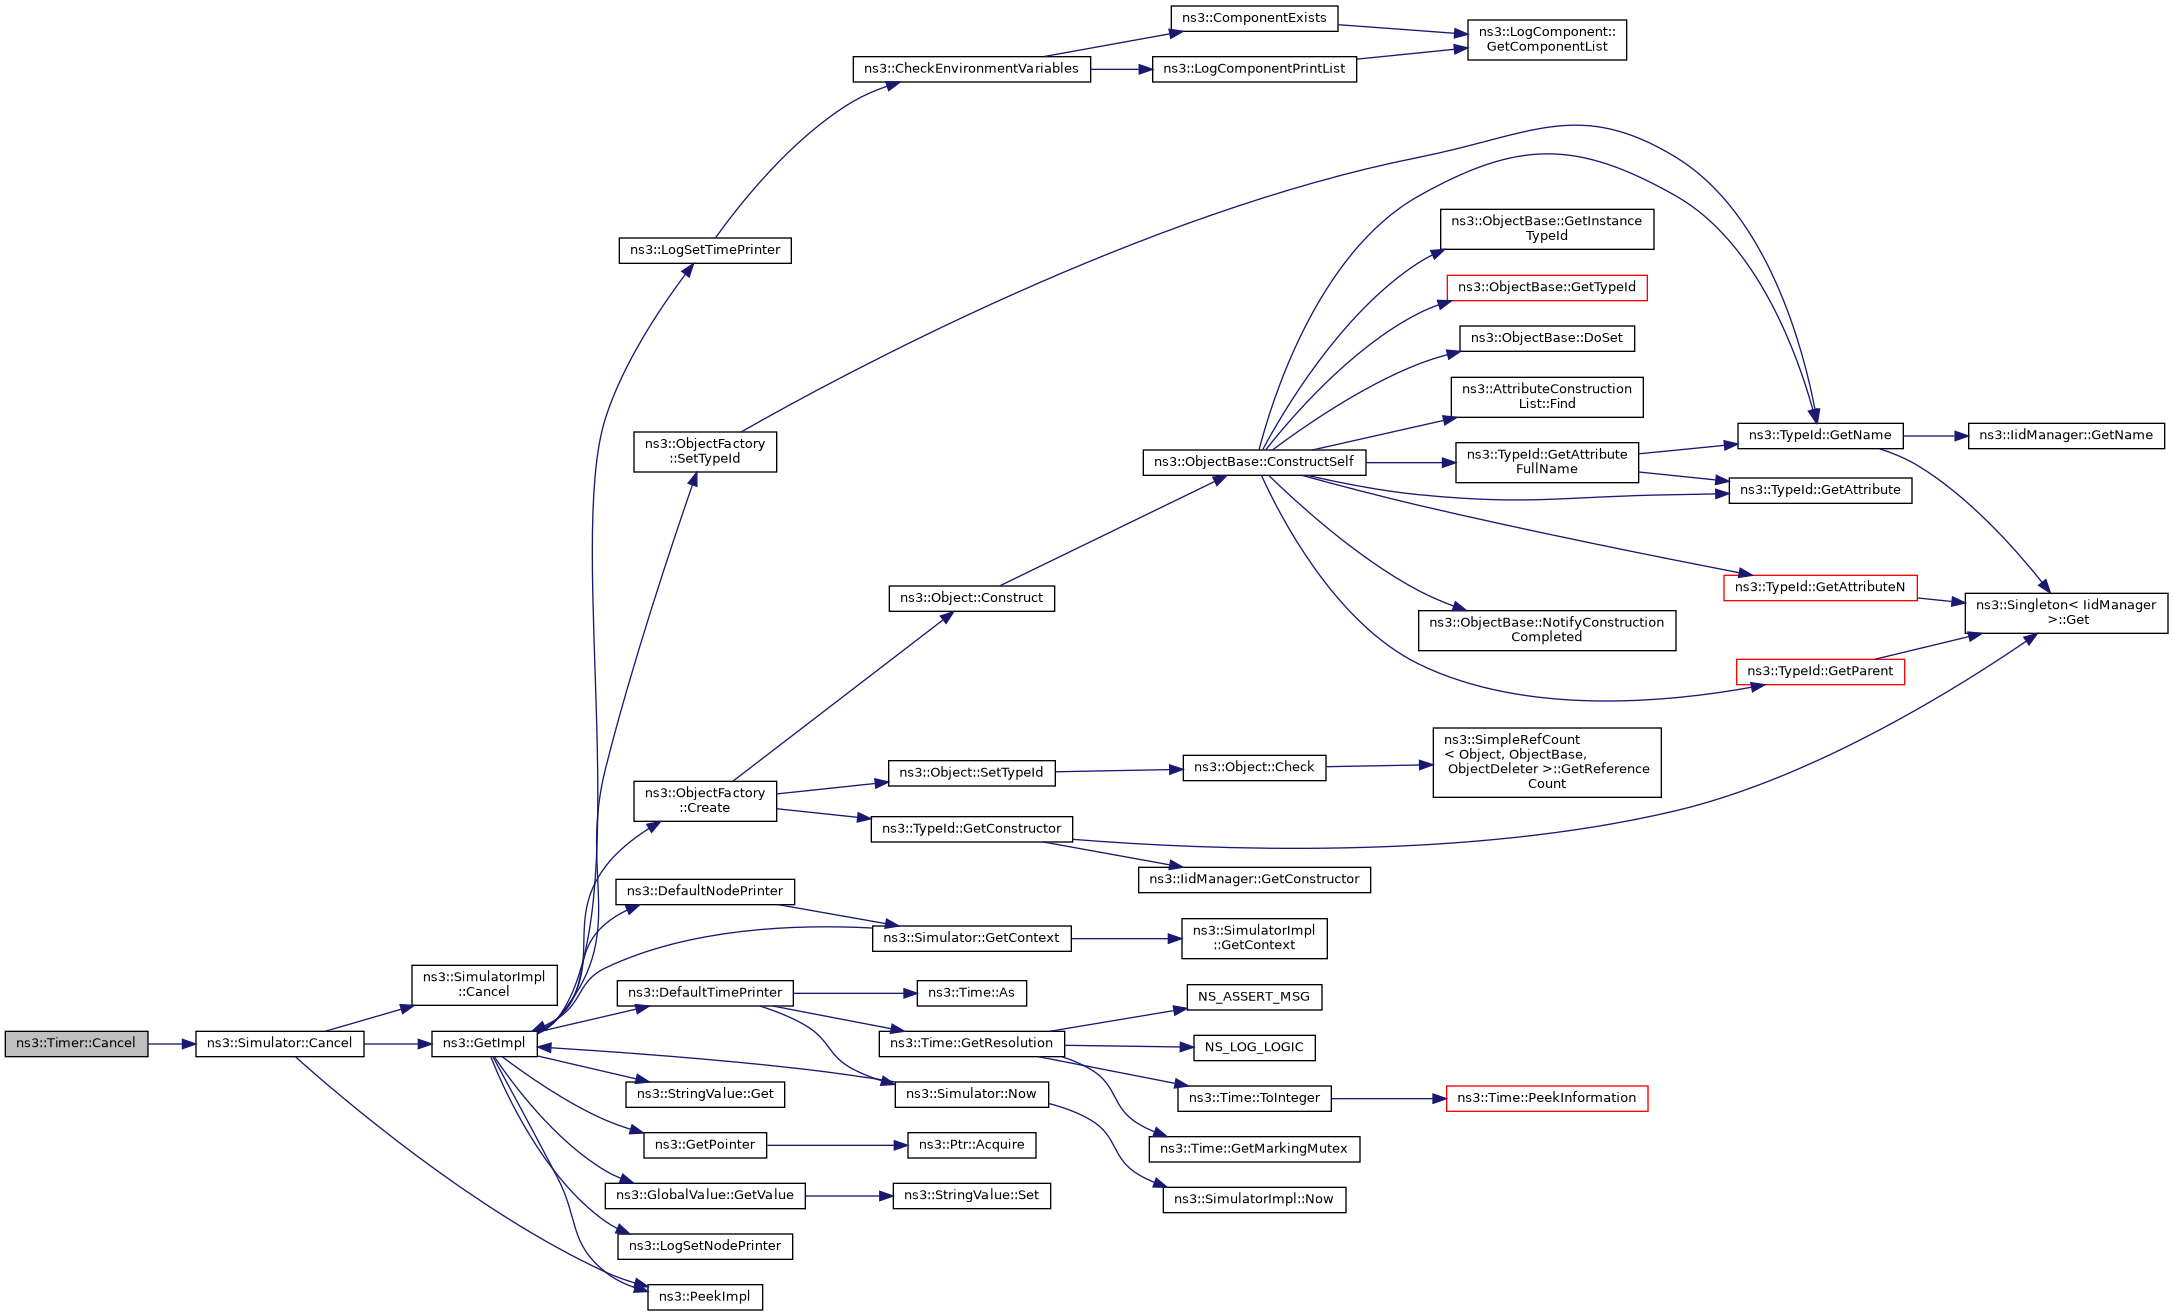 ns3::Timer::Cancel
ns3::Simulator::Cancel
ns3::SimulatorImpl
::Cancel
ns3::GetImpl
ns3::LogSetTimePrinter
ns3::CheckEnvironmentVariables
ns3::ComponentExists
ns3::LogComponentPrintList
ns3::LogComponent::
GetComponentList
ns3::ObjectFactory
::SetTypeId
ns3::ObjectFactory
::Create
ns3::Object::Construct
ns3::ObjectBase::ConstructSelf
ns3::ObjectBase::GetInstance
TypeId
ns3::ObjectBase::GetTypeId
ns3::ObjectBase::DoSet
ns3::AttributeConstruction
List::Find
ns3::TypeId::GetAttribute
FullName
ns3::TypeId::GetName
ns3::IidManager::GetName
ns3::TypeId::GetAttribute
ns3::TypeId::GetAttributeN
ns3::Singleton< IidManager
>::Get
ns3::ObjectBase::NotifyConstruction
Completed
ns3::TypeId::GetParent
ns3::Object::SetTypeId
ns3::Object::Check
ns3::SimpleRefCount
< Object, ObjectBase,
ObjectDeleter >::GetReference
Count
ns3::TypeId::GetConstructor
ns3::IidManager::GetConstructor
ns3::DefaultNodePrinter
ns3::Simulator::GetContext
ns3::SimulatorImpl
::GetContext
ns3::DefaultTimePrinter
ns3::Time::As
ns3::Time::GetResolution
NS_ASSERT_MSG
NS_LOG_LOGIC
ns3::Time::ToInteger
ns3::Time::PeekInformation
ns3::Time::GetMarkingMutex
ns3::Simulator::Now
ns3::SimulatorImpl::Now
ns3::StringValue::Get
ns3::GetPointer
ns3::Ptr::Acquire
ns3::GlobalValue::GetValue
ns3::StringValue::Set
ns3::LogSetNodePrinter
ns3::PeekImpl